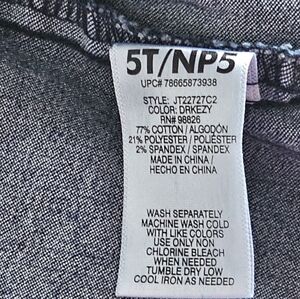 5T/NP5
UPC# 78665873938
STYLE: JT22727C2
COLOR: DRKEZY
RN# 98826
77% COTTON / ALGODÓN
21% POLYESTER / POLIÉSTER
2% SPANDEX / SPANDEX
MADE IN CHINA /
HECHO EN CHINA
WASH SEPARATELY
MACHINE WASH COLD
WITH LIKE COLORS
USE ONLY NON
CHLORINE BLEACH
WHEN NEEDED
TUMBLE DRY LOW
COOL IRON AS NEEDED